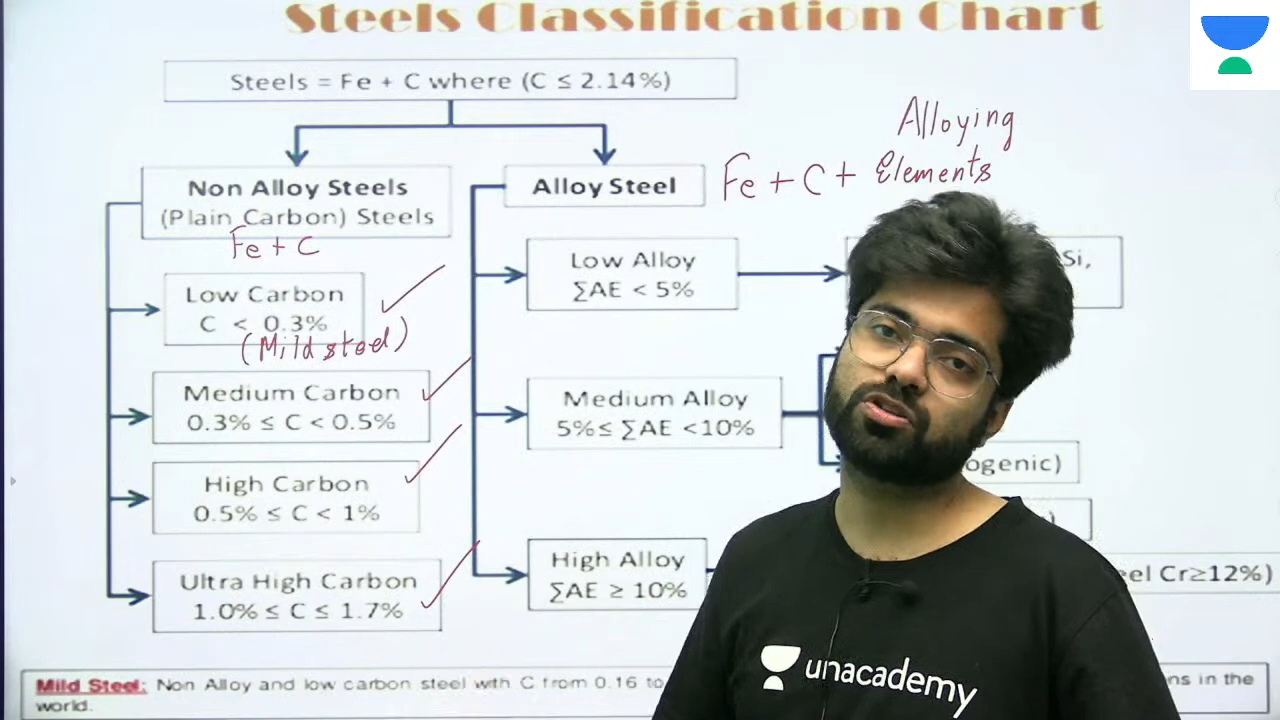 Steels Classification Chart
Steels = Fe + C where (C ≤ 2.14%)
Alloying
Fe + C + Elements
Non Alloy Steels
(Plain Carbon) Steels
Fe + C
Alloy Steel
Low Carbon
C < 0.3%
(Mild steel)
Medium Carbon
0.3% ≤ C < 0.5%
High Carbon
0.5% ≤ C < 1%
Ultra High Carbon
1.0% ≤ C ≤ 1.7%
Low Alloy
∑AE < 5%
Si,
Medium Alloy
5%≤ ∑AE <10%
ogenic)
High Alloy
∑AE ≥ 10%
eel Cr≥12%)
unacademy
Mild Steel: Non Alloy and low carbon steel with C from 0.16 to ns in the
world.